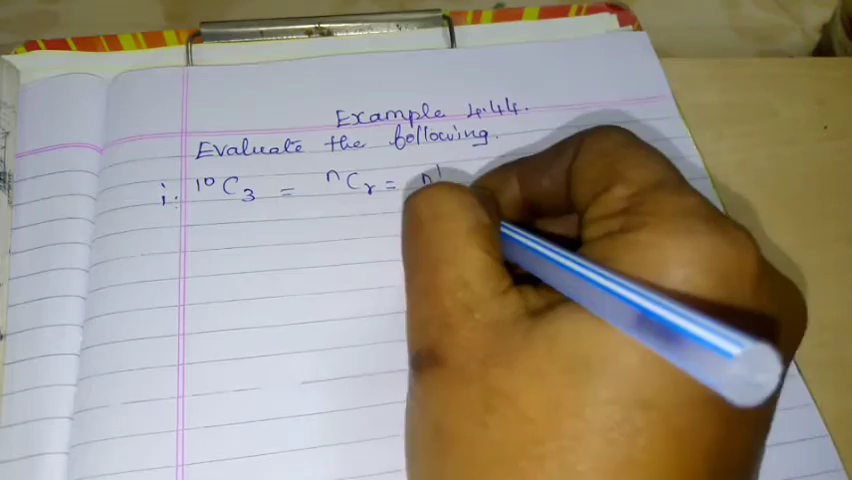 Example 4.44.
Evaluate the following.
i. ¹⁰C₃ = ⁿCᵣ = n!